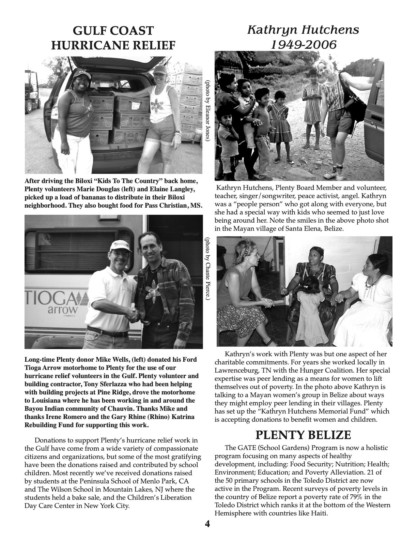 GULF COAST
HURRICANE RELIEF
(photo by Eleanor Jones)
After driving the Biloxi “Kids To The Country” back home,
Plenty volunteers Marie Douglas (left) and Elaine Langley,
picked up a load of bananas to distribute in their Biloxi
neighborhood. They also bought food for Pass Christian, MS.
TIOGA
arrow
(photo by Chanic Pierret.)
Long-time Plenty donor Mike Wells, (left) donated his Ford
Tioga Arrow motorhome to Plenty for the use of our
hurricane relief volunteers in the Gulf. Plenty volunteer and
building contractor, Tony Sferlazza who had been helping
with building projects at Pine Ridge, drove the motorhome
to Louisiana where he has been working in and around the
Bayou Indian community of Chauvin. Thanks Mike and
thanks Irene Romero and the Gary Rhine (Rhino) Katrina
Rebuilding Fund for supporting this work.
Donations to support Plenty's hurricane relief work in
the Gulf have come from a wide variety of compassionate
citizens and organizations, but some of the most gratifying
have been the donations raised and contributed by school
children. Most recently we've received donations raised
by students at the Peninsula School of Menlo Park, CA
and The Wilson School in Mountain Lakes, NJ where the
students held a bake sale, and the Children's Liberation
Day Care Center in New York City.
Kathryn Hutchens
1949-2006
Kathryn Hutchens, Plenty Board Member and volunteer,
teacher, singer/songwriter, peace activist, angel. Kathryn
was a "people person" who got along with everyone, but
she had a special way with kids who seemed to just love
being around her. Note the smiles in the above photo shot
in the Mayan village of Santa Elena, Belize.
Kathryn's work with Plenty was but one aspect of her
charitable commitments. For years she worked locally in
Lawrenceburg, TN with the Hunger Coalition. Her special
expertise was peer lending as a means for women to lift
themselves out of poverty. In the photo above Kathryn is
talking to a Mayan women's group in Belize about ways
they might employ peer lending in their villages. Plenty
has set up the "Kathryn Hutchens Memorial Fund" which
is accepting donations to benefit women and children.
PLENTY BELIZE
The GATE (School Gardens) Program is now a holistic
program focusing on many aspects of healthy
development, including: Food Security; Nutrition; Health;
Environment; Education; and Poverty Alleviation. 21 of
the 50 primary schools in the Toledo District are now
active in the Program. Recent surveys of poverty levels in
the country of Belize report a poverty rate of 79% in the
Toledo District which ranks it at the bottom of the Western
Hemisphere with countries like Haiti.
4